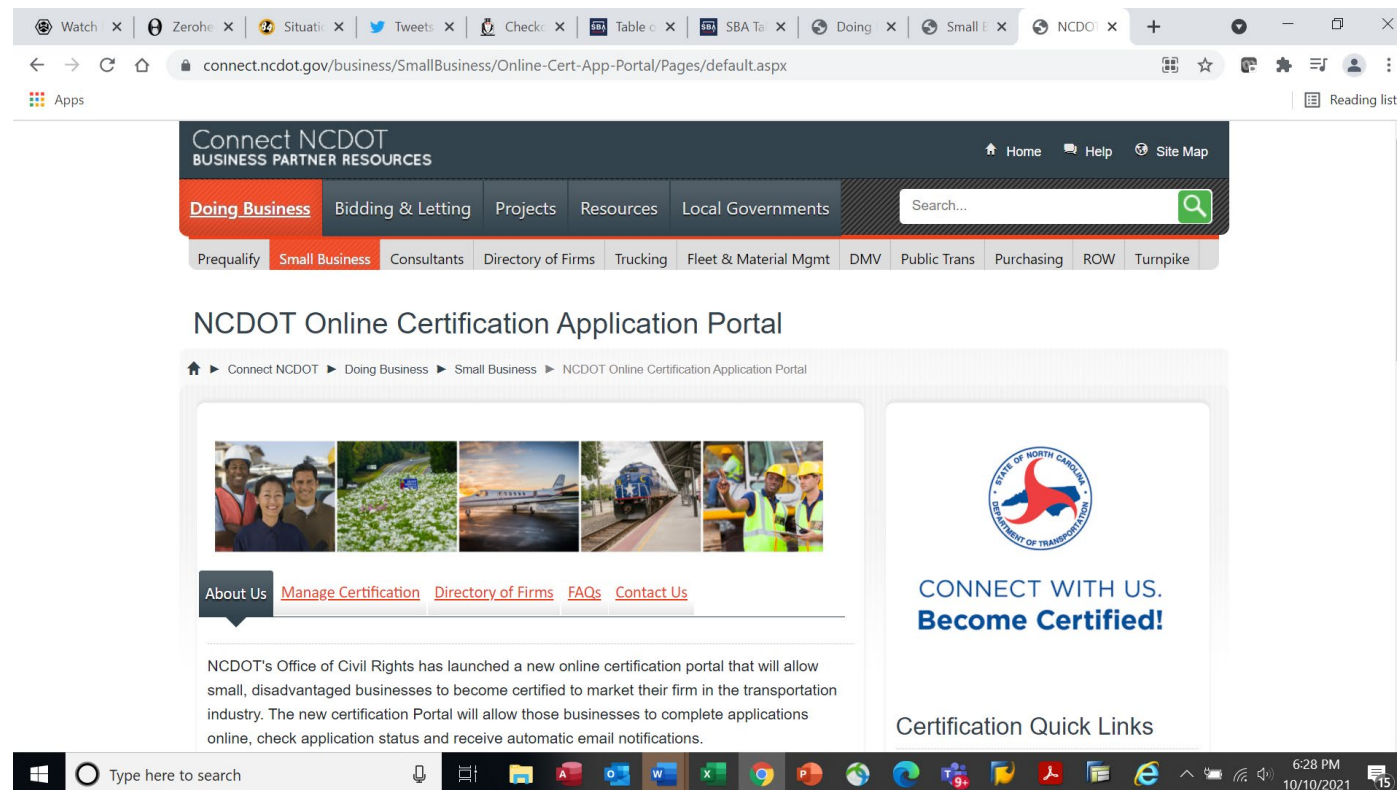 Watch
Zerohe
Situatio
Tweets
Checko
Table o
SBA Ta
Doing
Small B
NCDOT
connect.ncdot.gov/business/SmallBusiness/Online-Cert-App-Portal/Pages/default.aspx
Apps
Reading list
Connect NCDOT
BUSINESS PARTNER RESOURCES
Home Help Site Map
Doing Business Bidding & Letting Projects Resources Local Governments
Search...
Prequalify Small Business Consultants Directory of Firms Trucking Fleet & Material Mgmt DMV Public Trans Purchasing ROW Turnpike
NCDOT Online Certification Application Portal
Connect NCDOT ► Doing Business ► Small Business ► NCDOT Online Certification Application Portal
About Us Manage Certification Directory of Firms FAQs Contact Us
NCDOT's Office of Civil Rights has launched a new online certification portal that will allow
small, disadvantaged businesses to become certified to market their firm in the transportation
industry. The new certification Portal will allow those businesses to complete applications
online, check application status and receive automatic email notifications.
STATE OF NORTH CAROLINA
DEPARTMENT OF TRANSPORTATION
CONNECT WITH US.
Become Certified!
Certification Quick Links
Type here to search
9+
6:28 PM
10/10/2021
15